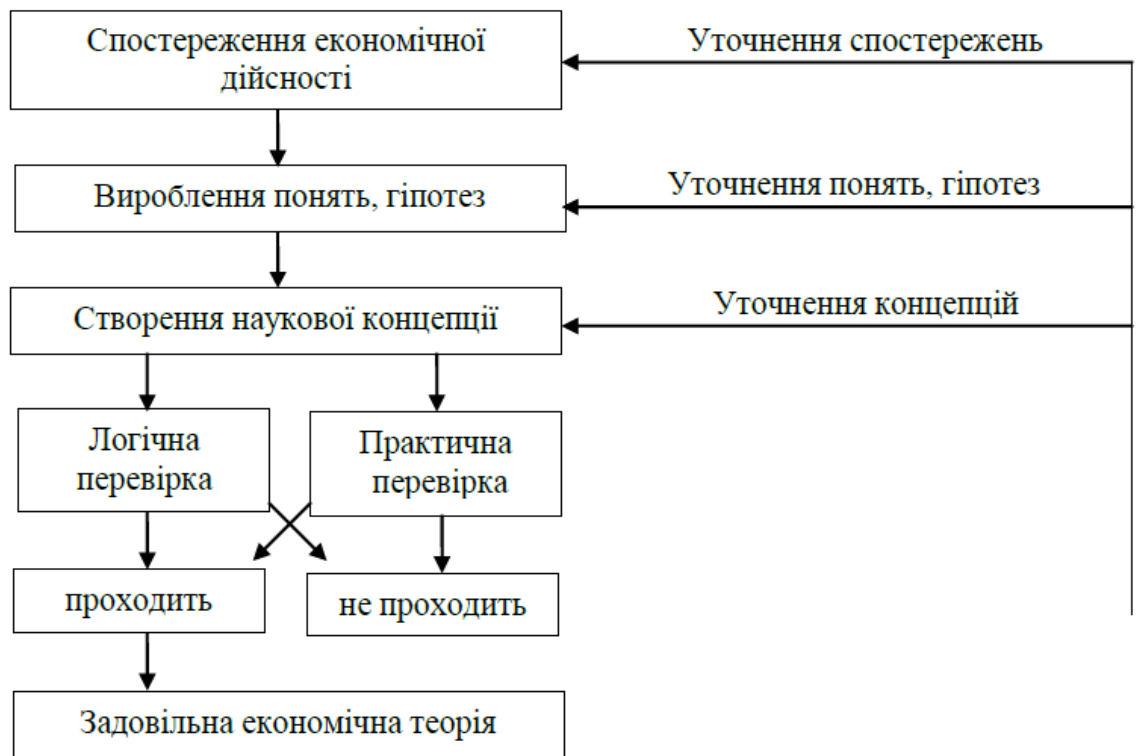 Спостереження економічної
дійсності
Уточнення спостережень
Вироблення понять, гіпотез
Уточнення понять, гіпотез
Створення наукової концепції
Уточнення концепцій
Логічна
перевірка
Практична
перевірка
проходить
не проходить
Задовільна економічна теорія